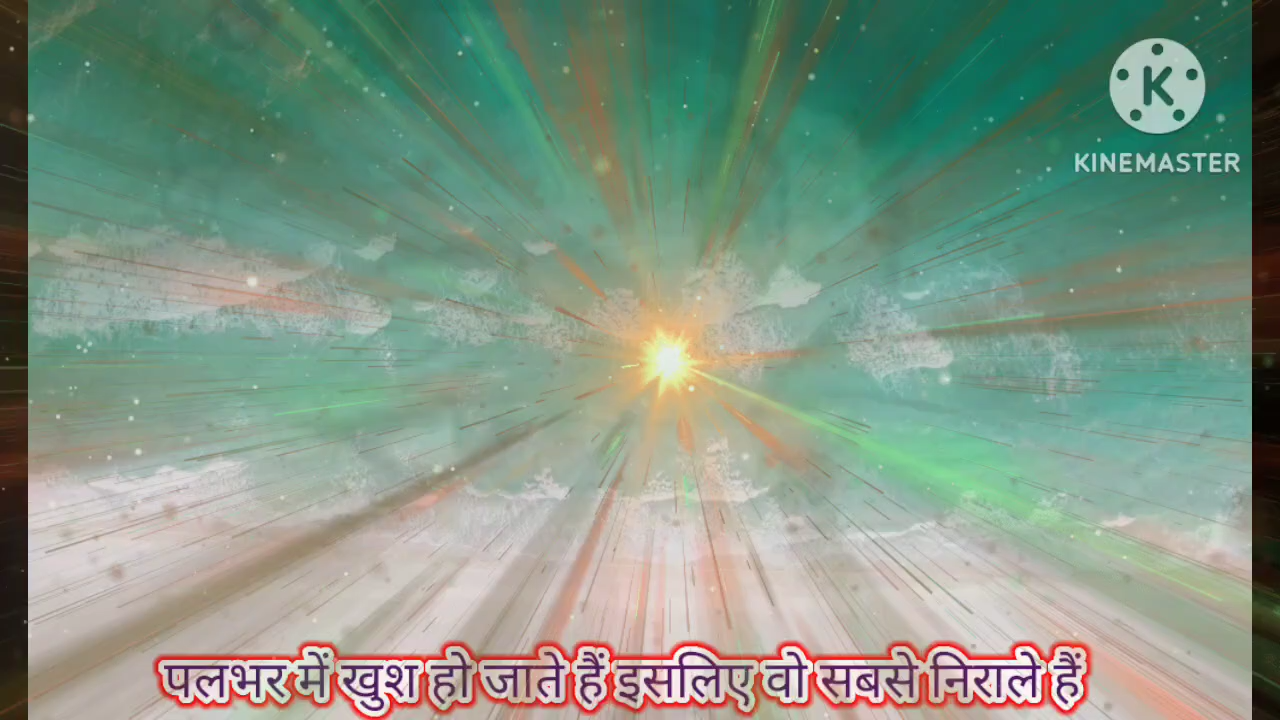 K
KINEMASTER
पलभर में खुश हो जाते हैं इसलिए वो सबसे निराले हैं